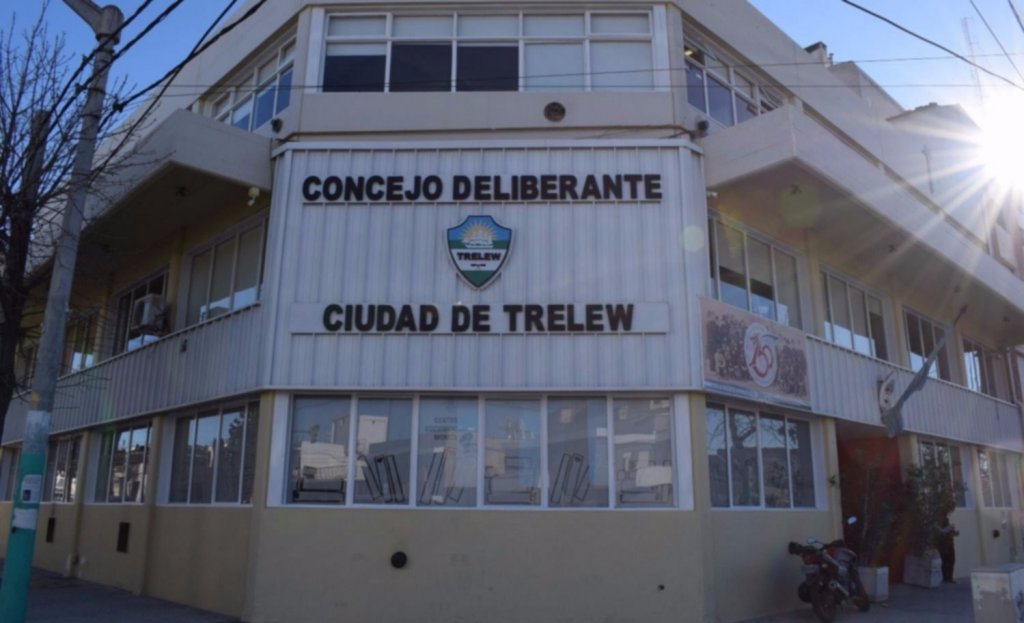 CONCEJO DELIBERANTE
TRELEW
CIUDAD DE TRELEW